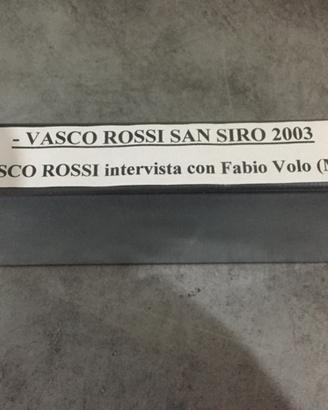 - VASCO ROSSI SAN SIRO 2003
SCO ROSSI intervista con Fabio Volo (M